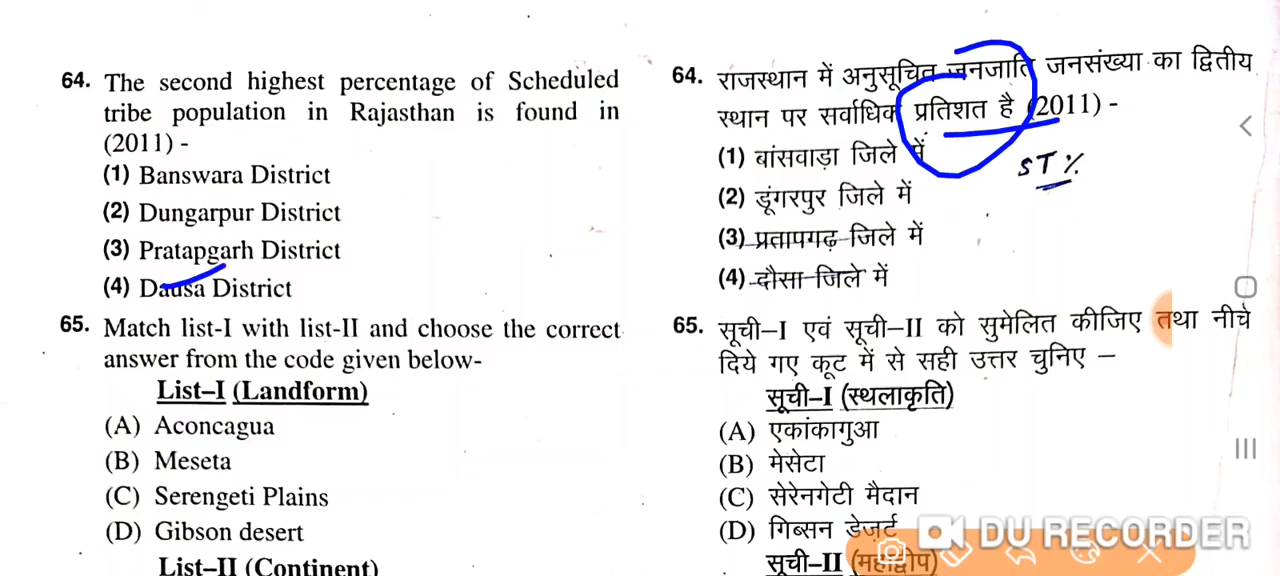 64. The second highest percentage of Scheduled
tribe population in Rajasthan is found in
(2011) -
(1) Banswara District
(2) Dungarpur District
(3) Pratapgarh District
(4) Dausa District
65. Match list-I with list-II and choose the correct
answer from the code given below-
List–I (Landform)
(A) Aconcagua
(B) Meseta
(C) Serengeti Plains
(D) Gibson desert
List–II (Continent)
64. राजस्थान में अनुसूचित जनजाति जनसंख्या का द्वितीय
स्थान पर सर्वाधिक प्रतिशत है (2011) -
(1) बांसवाड़ा जिले में
ST %
(2) डूंगरपुर जिले में
(3) प्रतापगढ़ जिले में
(4) दौसा जिले में
65. सूची–I एवं सूची–II को सुमेलित कीजिए तथा नीचे
दिये गए कूट में से सही उत्तर चुनिए –
सूची–I (स्थलाकृति)
(A) एकांकागुआ
(B) मेसेटा
(C) सेरेनगेटी मैदान
(D) गिब्सन डेजर्ट
सूची–II (महाद्वीप)
DU RECORDER